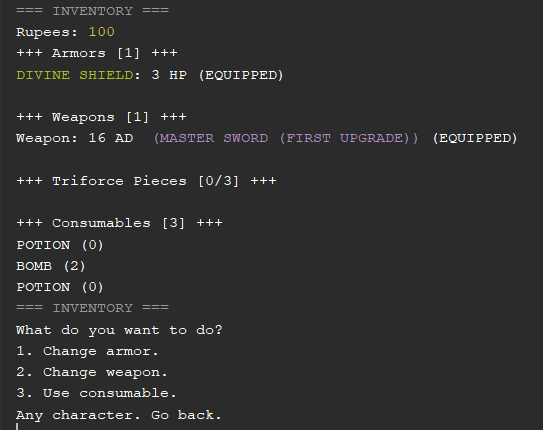 === INVENTORY ===
Rupees: 100
+++ Armors [1] +++
DIVINE SHIELD: 3 HP (EQUIPPED)
+++ Weapons [1] +++
Weapon: 16 AD  (MASTER SWORD (FIRST UPGRADE)) (EQUIPPED)
+++ Triforce Pieces [0/3] +++
+++ Consumables [3] +++
POTION (0)
BOMB (2)
POTION (0)
=== INVENTORY ===
What do you want to do?
1. Change armor.
2. Change weapon.
3. Use consumable.
Any character. Go back.